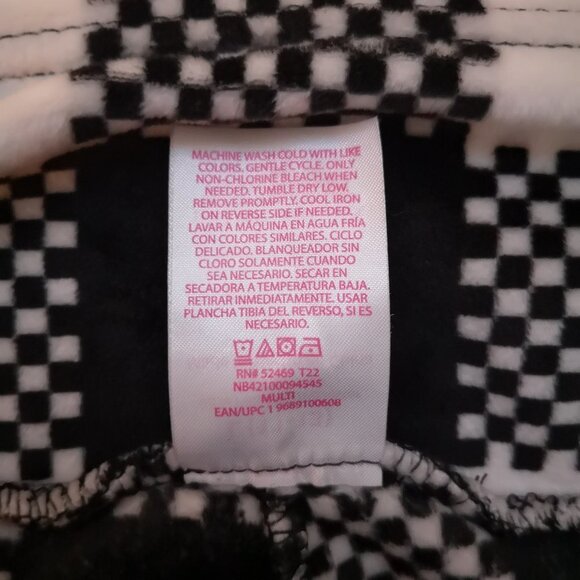 MACHINE WASH COLD WITH LIKE
COLORS. GENTLE CYCLE. ONLY
NON-CHLORINE BLEACH WHEN
NEEDED. TUMBLE DRY LOW.
REMOVE PROMPTLY. COOL IRON
ON REVERSE SIDE IF NEEDED.
LAVAR A MÁQUINA EN AGUA FRÍA
CON COLORES SIMILARES. CICLO
DELICADO. BLANQUEADOR SIN
CLORO SOLAMENTE CUANDO
SEA NECESARIO. SECAR EN
SECADORA A TEMPERATURA BAJA.
RETIRAR INMEDIATAMENTE. USAR
PLANCHA TIBIA DEL REVERSO, SI ES
NECESARIO.
RN# 52469 T22
NB42100094545
MULTI
EAN/UPC 1 9689100608